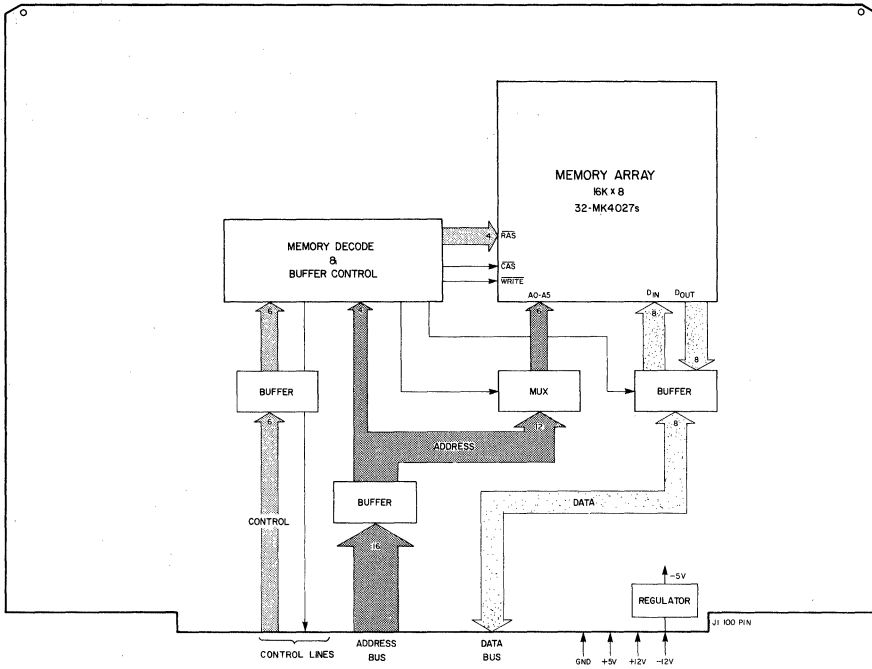 MEMORY ARRAY
16K X 8
32-MK4027s
MEMORY DECODE
&
BUFFER CONTROL
4
RAS
CAS
WRITE
A0-A5
DIN
DOUT
6
4
6
8
8
BUFFER
MUX
BUFFER
6
12
8
ADDRESS
BUFFER
DATA
CONTROL
16
-5V
REGULATOR
J1 100 PIN
CONTROL LINES
ADDRESS
BUS
DATA
BUS
GND
+5V
+12V
-12V